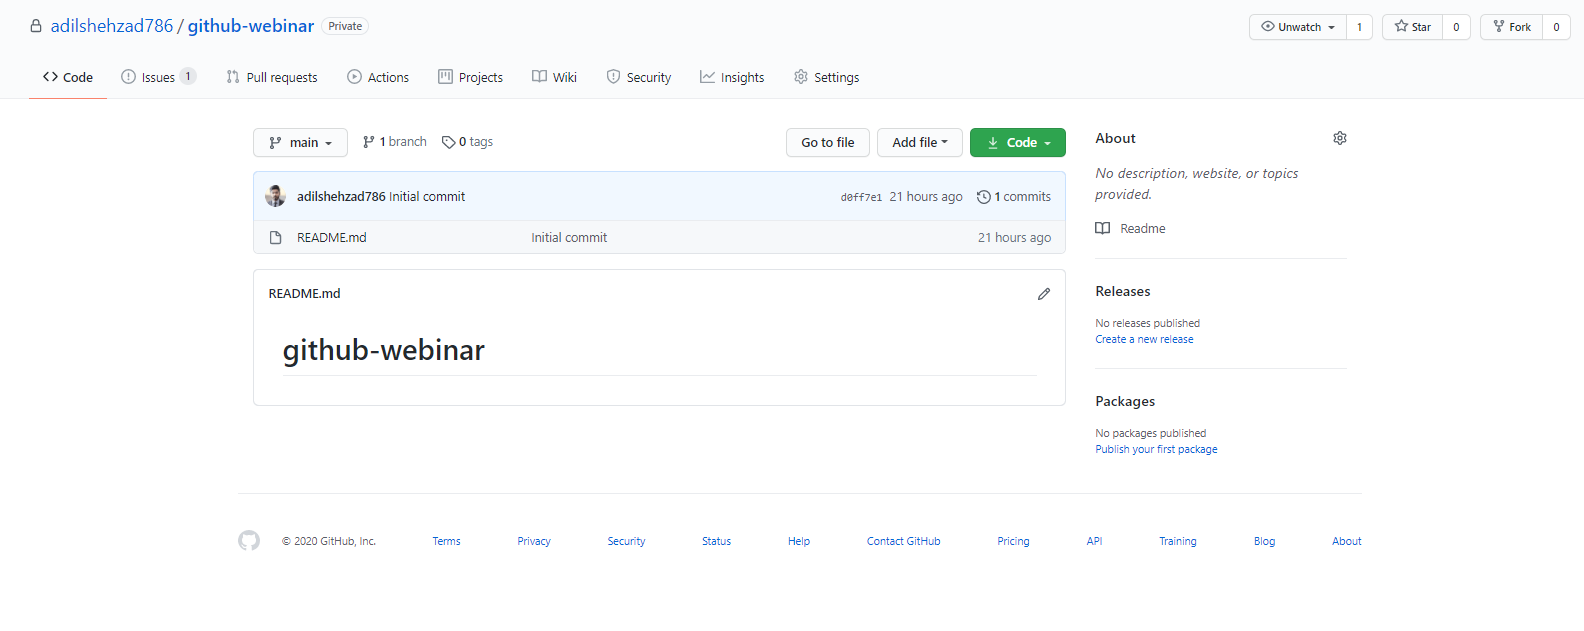 adilshehzad786 / github-webinar Private
Unwatch 1 Star 0 Fork 0
Code Issues 1 Pull requests Actions Projects Wiki Security Insights Settings
main 1 branch 0 tags Go to file Add file Code
adilshehzad786 Initial commit d0ff7e1 21 hours ago 1 commits
README.md Initial commit 21 hours ago
README.md
github-webinar
About
No description, website, or topics
provided.
Readme
Releases
No releases published
Create a new release
Packages
No packages published
Publish your first package
© 2020 GitHub, Inc. Terms Privacy Security Status Help Contact GitHub Pricing API Training Blog About